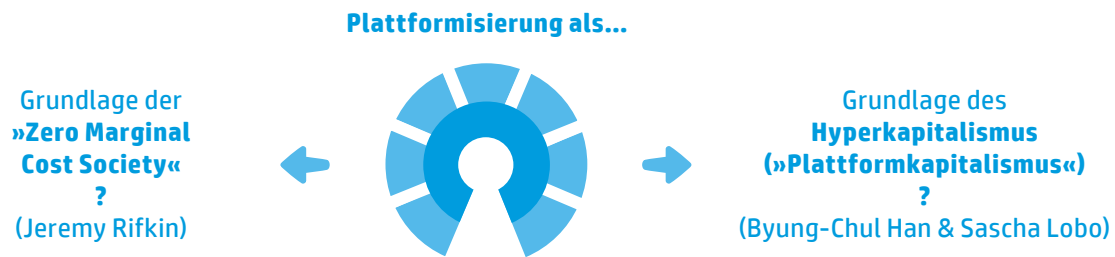 Plattformisierung als...
Grundlage der
»Zero Marginal
Cost Society«
?
(Jeremy Rifkin)
Grundlage des
Hyperkapitalismus
(»Plattformkapitalismus«)
?
(Byung-Chul Han & Sascha Lobo)